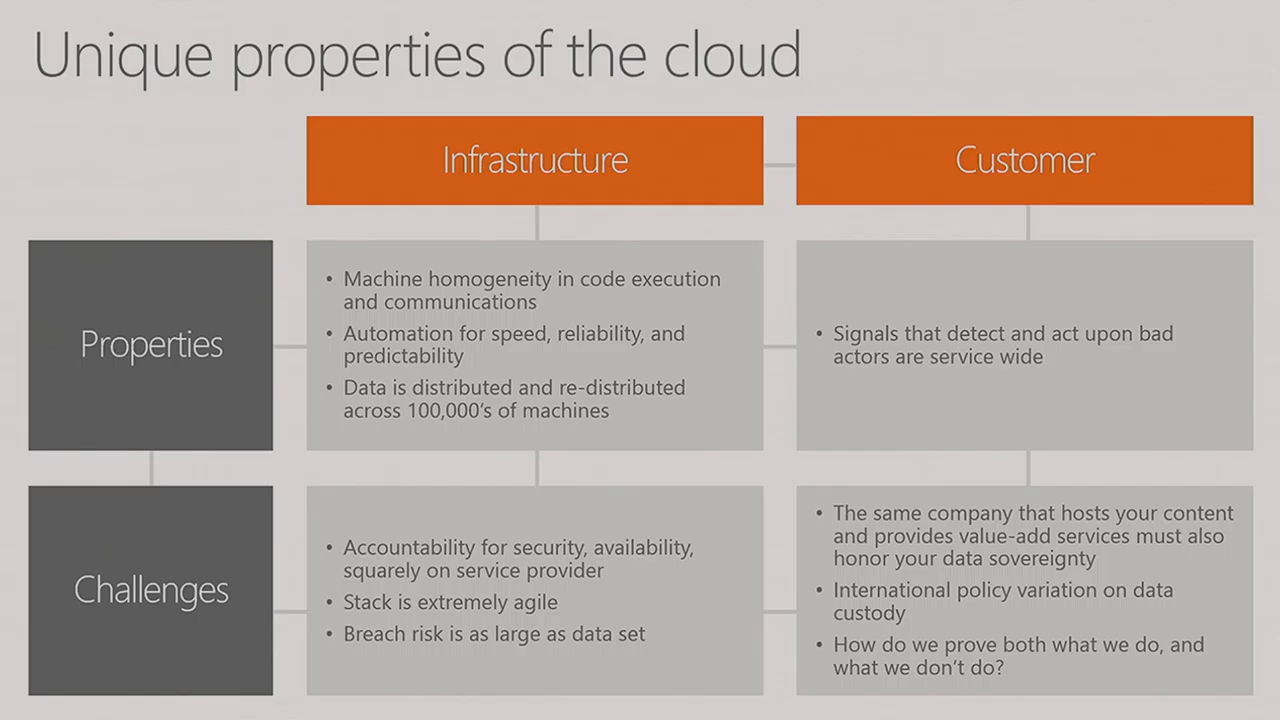 Unique properties of the cloud
Infrastructure
Customer
Properties
• Machine homogeneity in code execution
and communications
• Automation for speed, reliability, and
predictability
• Data is distributed and re-distributed
across 100,000's of machines
• Signals that detect and act upon bad
actors are service wide
Challenges
• Accountability for security, availability,
squarely on service provider
• Stack is extremely agile
• Breach risk is as large as data set
• The same company that hosts your content
and provides value-add services must also
honor your data sovereignty
• International policy variation on data
custody
• How do we prove both what we do, and
what we don't do?